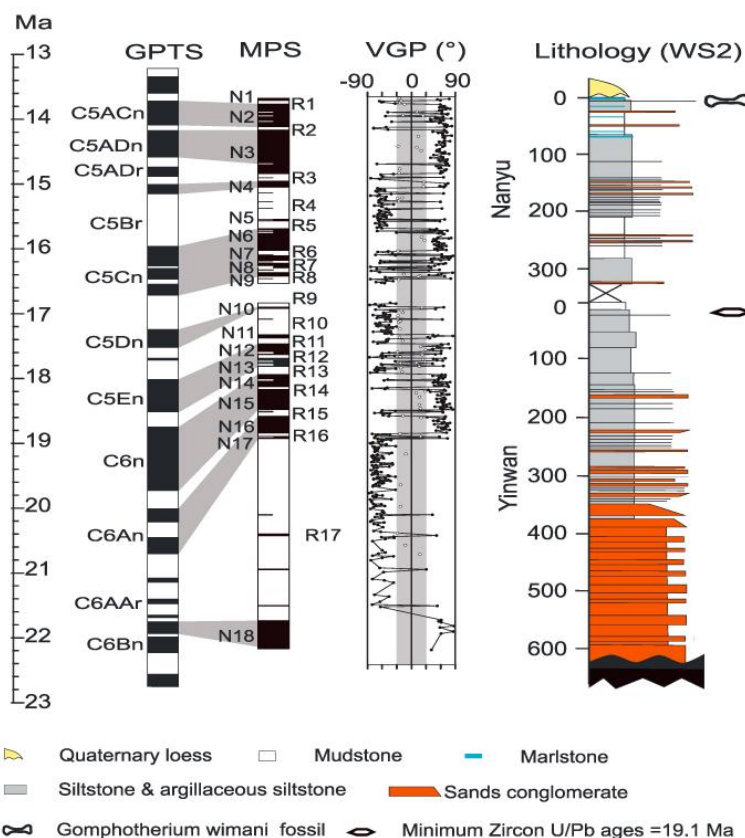 Ma
GPTS MPS VGP (°) Lithology (WS2)
-90 0 90
13
14
15
16
17
18
19
20
21
22
23
C5ACn
C5ADn
C5ADr
C5Br
C5Cn
C5Dn
C5En
C6n
C6An
C6AAr
C6Bn
N1
N2
N3
N4
N5
N6
N7
N8
N9
N10
N11
N12
N13
N14
N15
N16
N17
N18
R1
R2
R3
R4
R5
R6
R7
R8
R9
R10
R11
R12
R13
R14
R15
R16
R17
Nanyu
0
100
200
300
Yinwan
0
100
200
300
400
500
600
Quaternary loess Mudstone Marlstone
Siltstone & argillaceous siltstone Sands conglomerate
Gomphotherium wimani fossil Minimum Zircon U/Pb ages =19.1 Ma